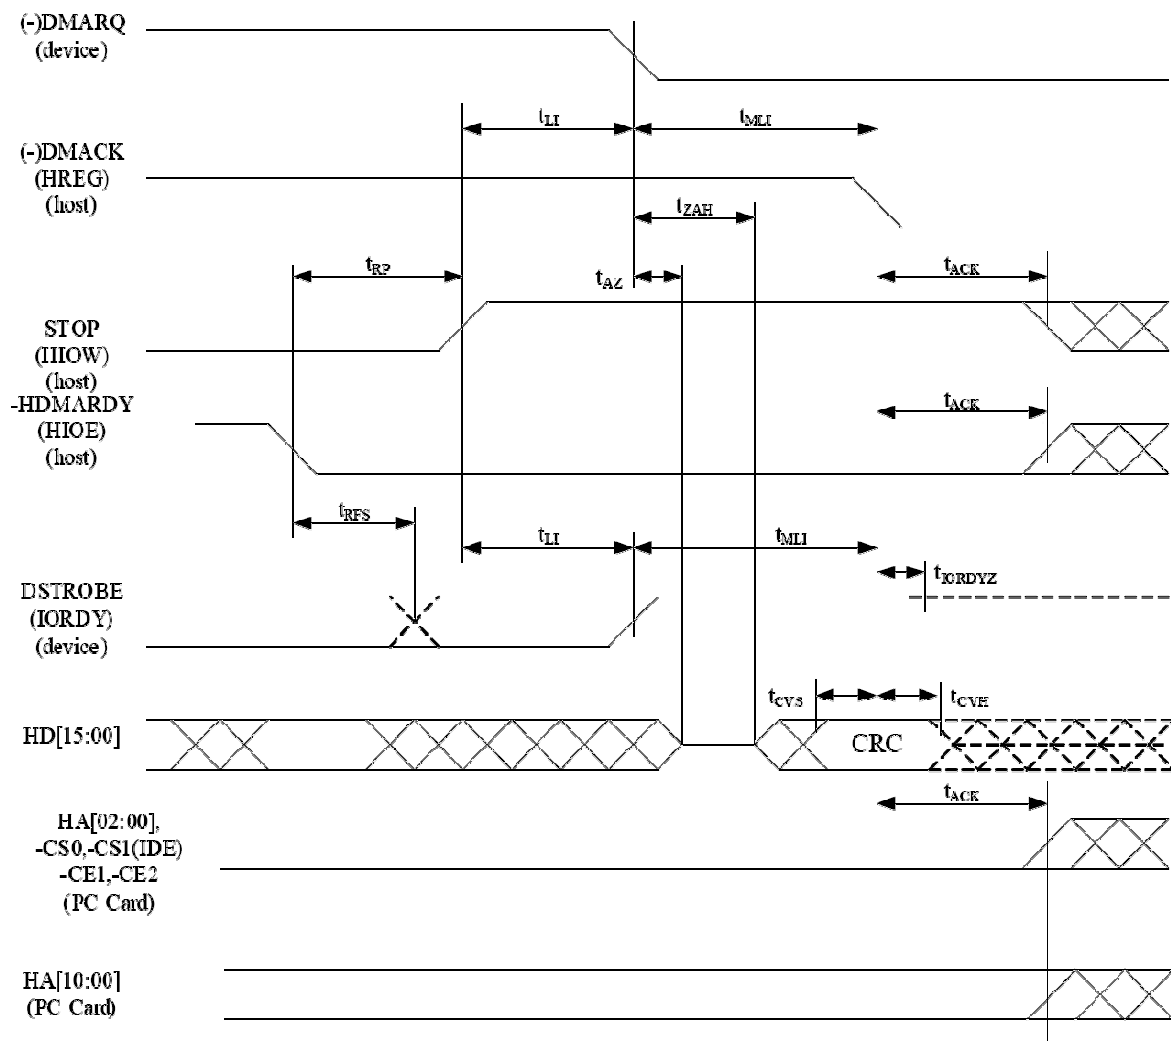 (-)DMARQ
(device)
tLI
tMLI
(-)DMACK
(HREG)
(host)
tZAH
tRP
tAZ
tACK
STOP
(HIOW)
(host)
-HDMARDY
(HIOE)
(host)
tACK
tRFS
tLI
tMLI
tIORDYZ
DSTROBE
(IORDY)
(device)
tCVS
tCVH
HD[15:00]
CRC
tACK
HA[02:00],
-CS0,-CS1(IDE)
-CE1,-CE2
(PC Card)
HA[10:00]
(PC Card)